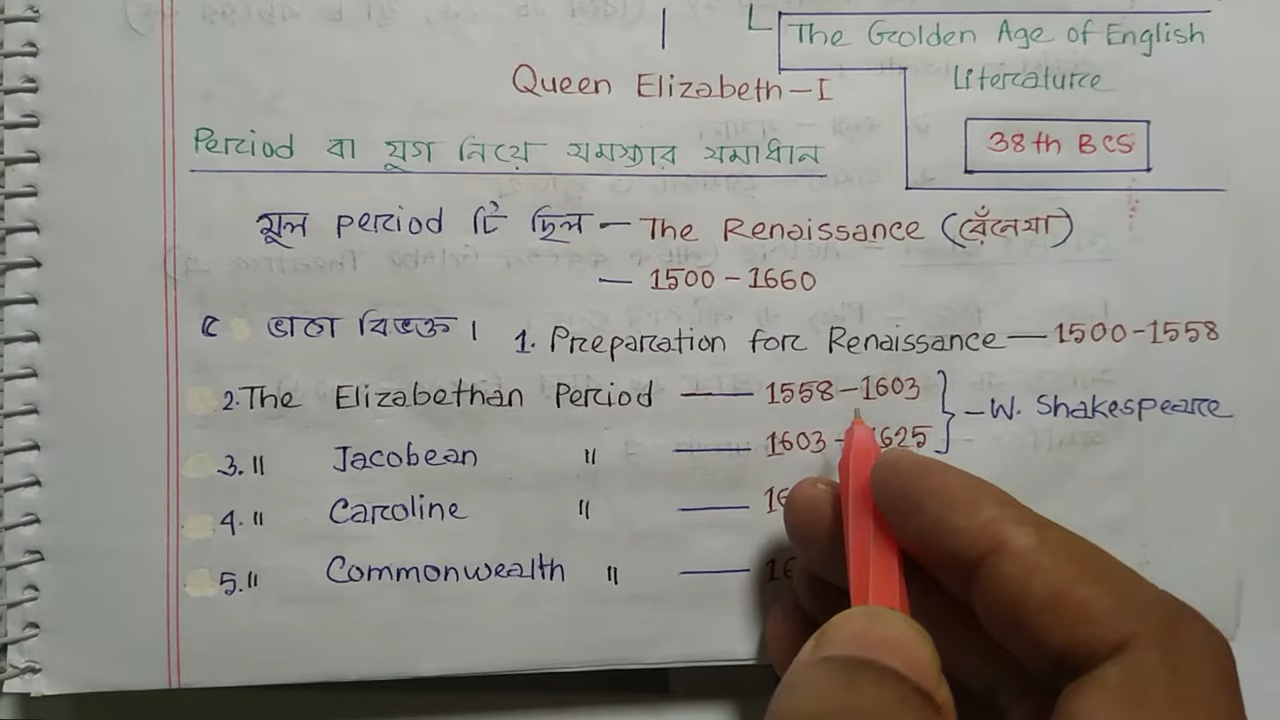 The Golden Age of English
Literature
Queen Elizabeth-I
38th BCS
Period বা যুগ নিয়ে সমস্যার সমাধান
মূল period টি ছিল - The Renaissance (রেঁনেসা)
— 1500 - 1660
৫ ভাগে বিভক্ত।
1. Preparation for Renaissance — 1500-1558
2. The Elizabethan Period — 1558-1603
- W. Shakespeare
3. " Jacobean " — 1603 - 1625
4. " Caroline " —
5. " Commonwealth " —